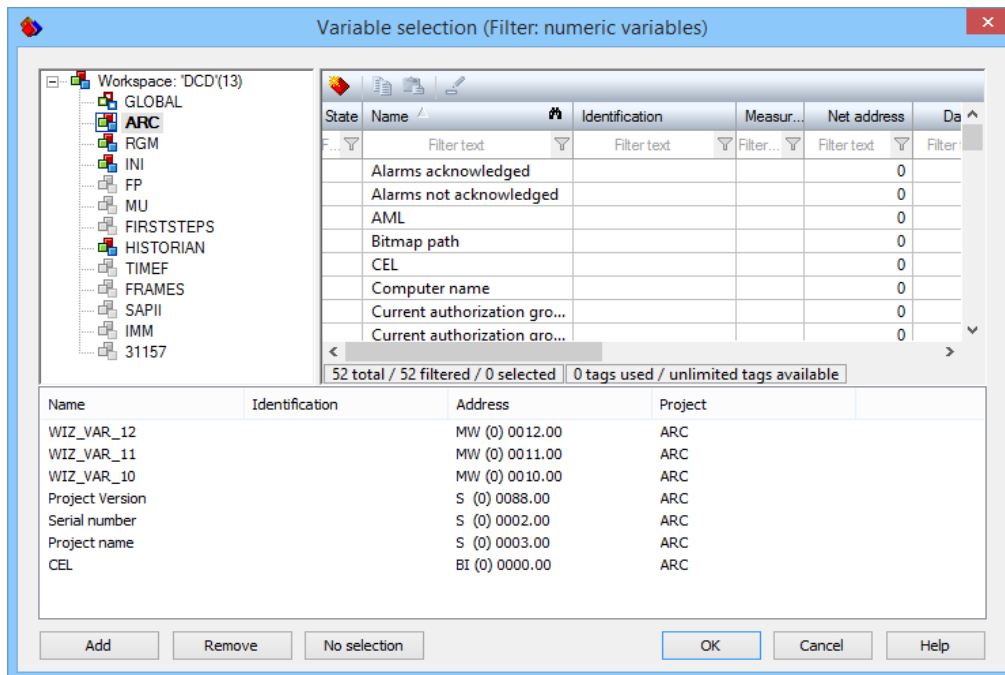 Variable selection (Filter: numeric variables)
Workspace: 'DCD'(13)
GLOBAL
ARC
RGM
INI
FP
MU
FIRSTSTEPS
HISTORIAN
TIMEF
FRAMES
SAPII
IMM
31157
State Name Identification Measur... Net address Da
F... Filter text Filter text Filter... Filter text Filter
Alarms acknowledged 0
Alarms not acknowledged 0
AML 0
Bitmap path 0
CEL 0
Computer name 0
Current authorization gro... 0
Current authorization gro... 0
52 total / 52 filtered / 0 selected 0 tags used / unlimited tags available
Name Identification Address Project
WIZ_VAR_12 MW (0) 0012.00 ARC
WIZ_VAR_11 MW (0) 0011.00 ARC
WIZ_VAR_10 MW (0) 0010.00 ARC
Project Version S (0) 0088.00 ARC
Serial number S (0) 0002.00 ARC
Project name S (0) 0003.00 ARC
CEL BI (0) 0000.00 ARC
Add Remove No selection OK Cancel Help